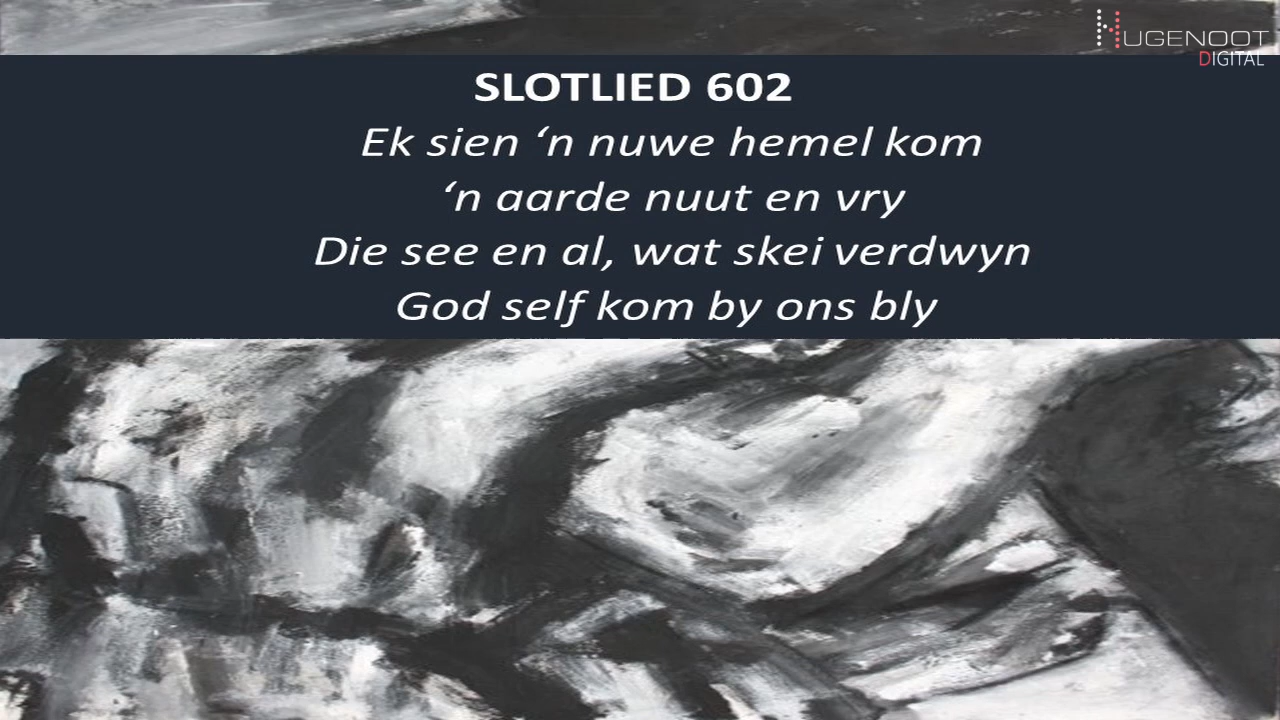 HUGENOOT
DIGITAL
SLOTLIED 602
Ek sien ‘n nuwe hemel kom
‘n aarde nuut en vry
Die see en al, wat skei verdwyn
God self kom by ons bly